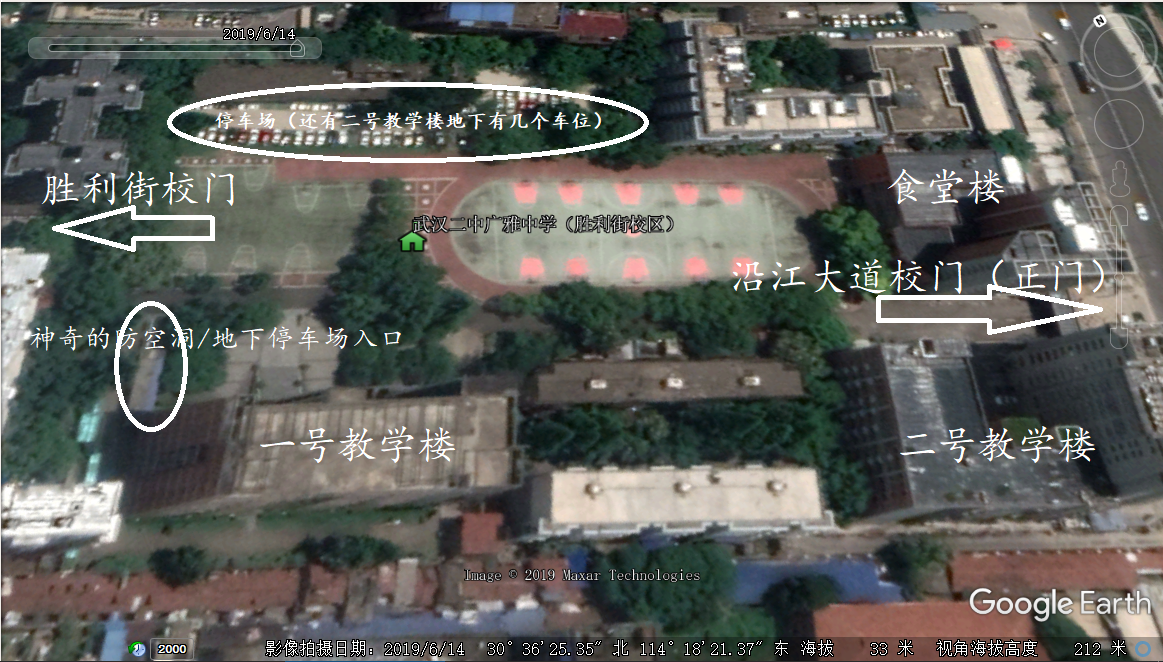 2019/6/14
N
停车场（还有二号教学楼地下有几个车位）
胜利街校门
食堂楼
武汉二中广雅中学（胜利街校区）
沿江大道校门（正门）
神奇的防空洞/地下停车场入口
一号教学楼
二号教学楼
Image © 2019 Maxar Technologies
Google Earth
2000
影像拍摄日期: 2019/6/14 30°36'25.35" 北 114°18'21.37" 东 海拔 33 米 视角海拔高度 212 米